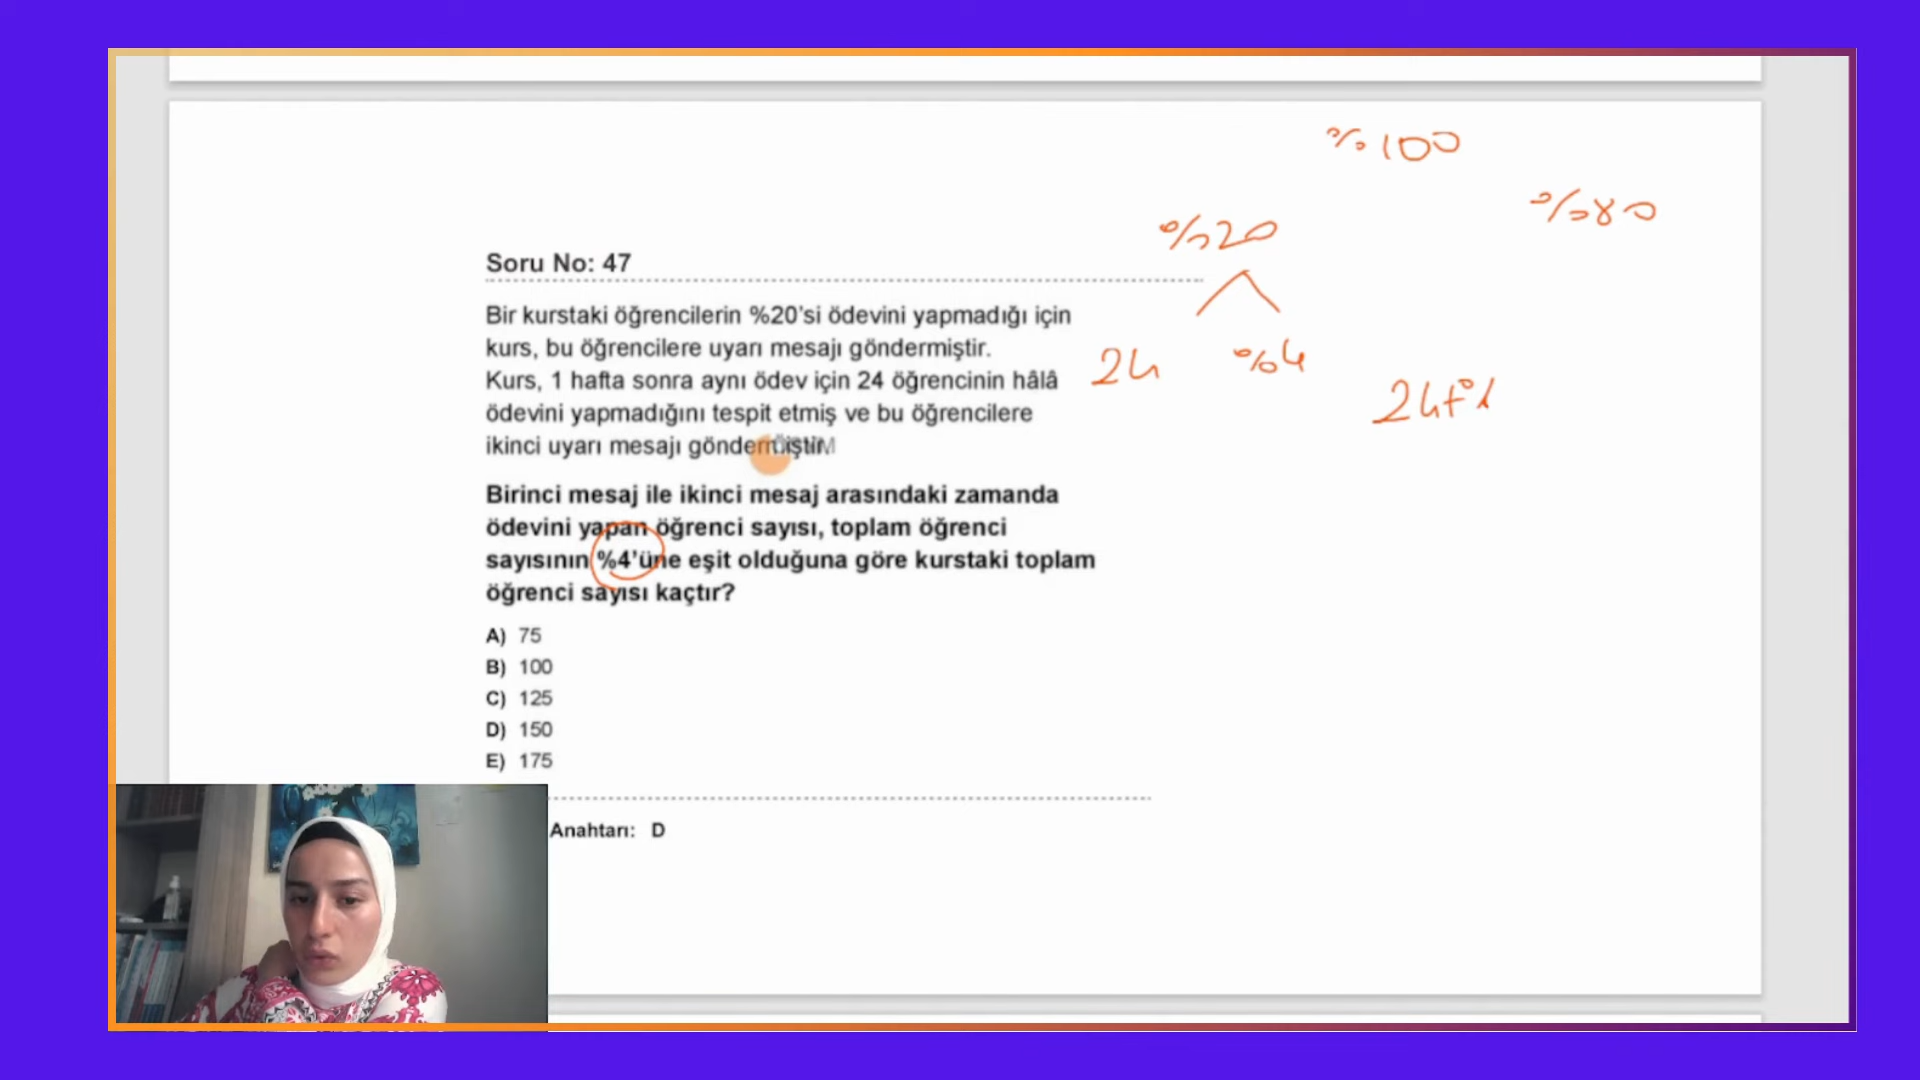 %100
%80
%20
Soru No: 47
Bir kurstaki öğrencilerin %20'si ödevini yapmadığı için
kurs, bu öğrencilere uyarı mesajı göndermiştir.
Kurs, 1 hafta sonra aynı ödev için 24 öğrencinin hâlâ
ödevini yapmadığını tespit etmiş ve bu öğrencilere
ikinci uyarı mesajı göndermiştir.
24 %4
24+%
Birinci mesaj ile ikinci mesaj arasındaki zamanda
ödevini yapan öğrenci sayısı, toplam öğrenci
sayısının %4'üne eşit olduğuna göre kurstaki toplam
öğrenci sayısı kaçtır?
A) 75
B) 100
C) 125
D) 150
E) 175
Anahtarı: D